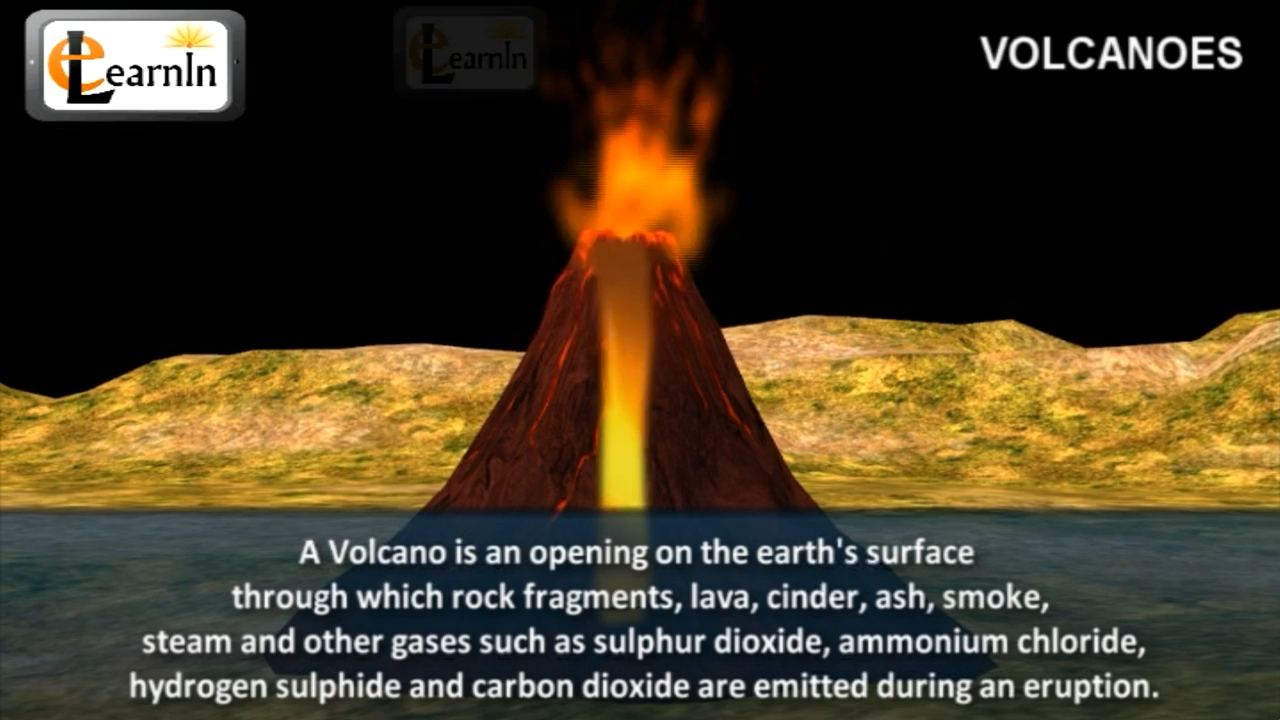 eLearnIn
eLearnIn
VOLCANOES
A Volcano is an opening on the earth's surface
through which rock fragments, lava, cinder, ash, smoke,
steam and other gases such as sulphur dioxide, ammonium chloride,
hydrogen sulphide and carbon dioxide are emitted during an eruption.